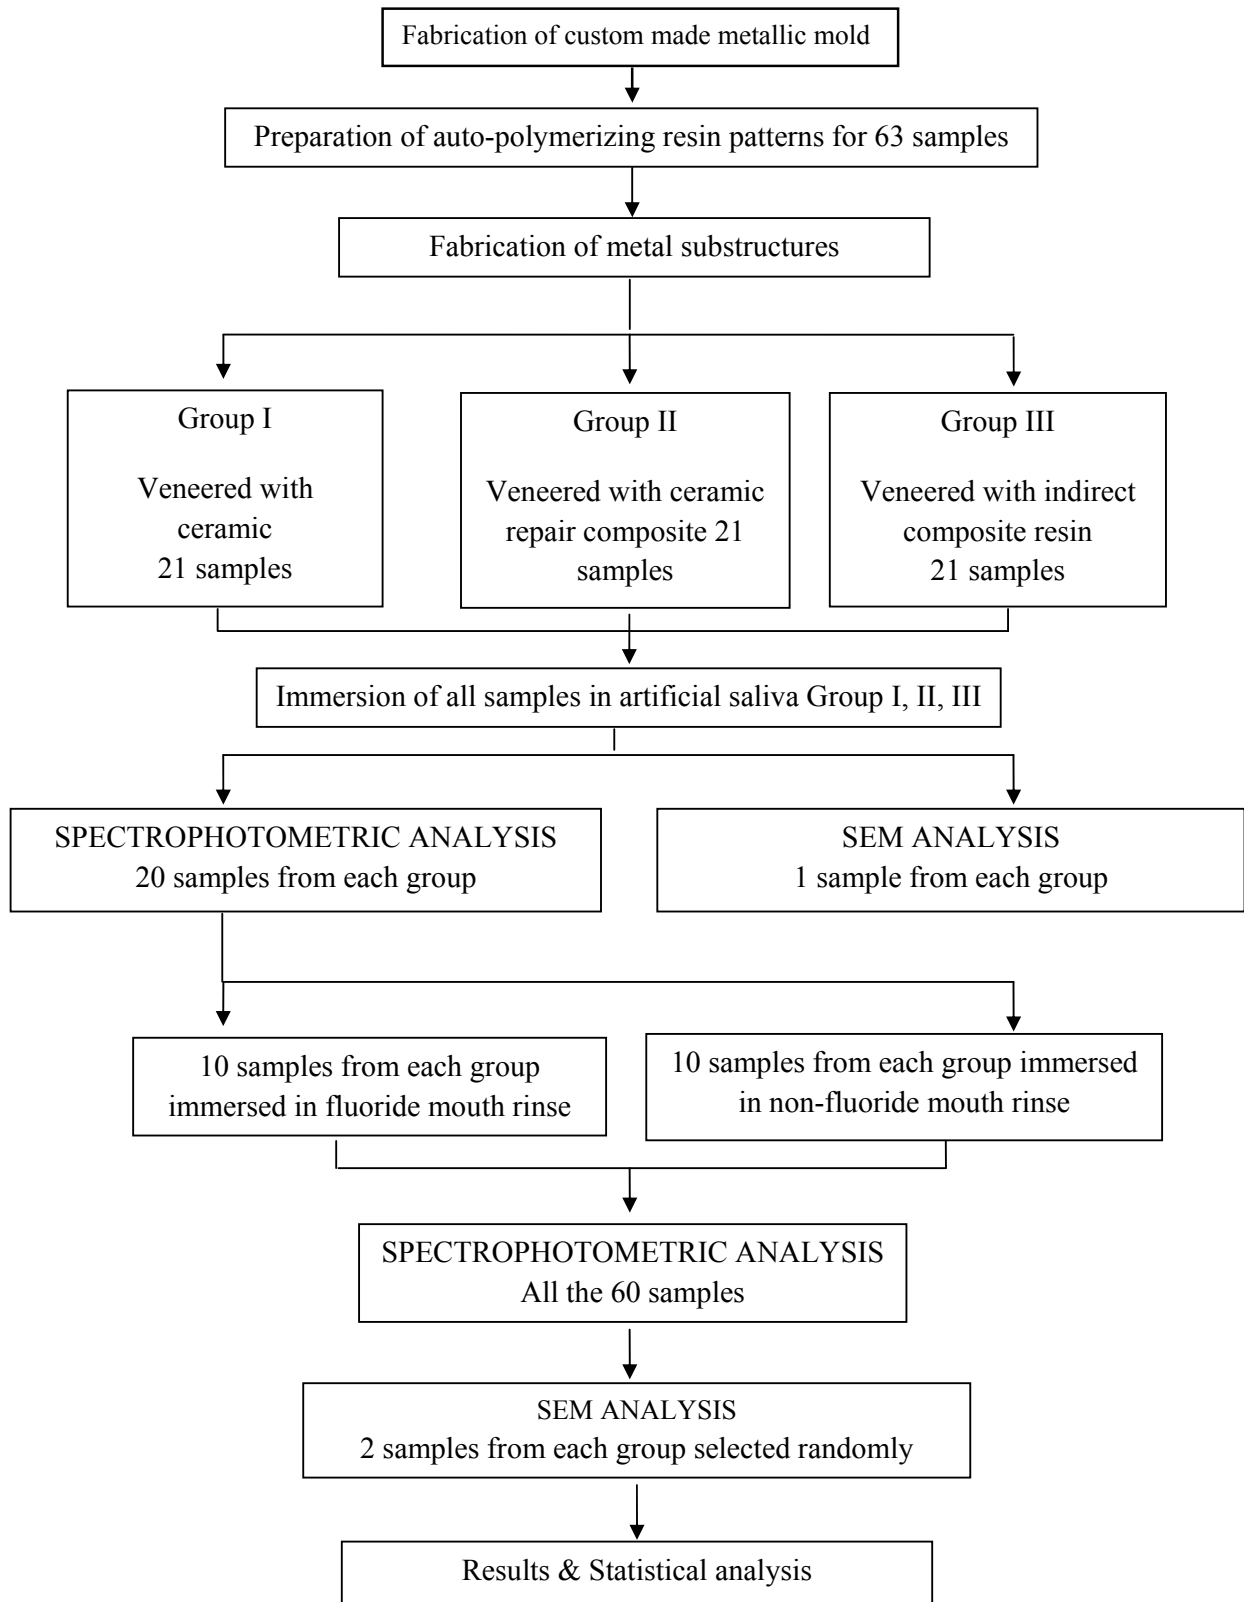 Fabrication of custom made metallic mold
Preparation of auto-polymerizing resin patterns for 63 samples
Fabrication of metal substructures
Group I
Veneered with
ceramic
21 samples
Group II
Veneered with ceramic
repair composite 21
samples
Group III
Veneered with indirect
composite resin
21 samples
Immersion of all samples in artificial saliva Group I, II, III
SPECTROPHOTOMETRIC ANALYSIS
20 samples from each group
SEM ANALYSIS
1 sample from each group
10 samples from each group
immersed in fluoride mouth rinse
10 samples from each group immersed
in non-fluoride mouth rinse
SPECTROPHOTOMETRIC ANALYSIS
All the 60 samples
SEM ANALYSIS
2 samples from each group selected randomly
Results & Statistical analysis